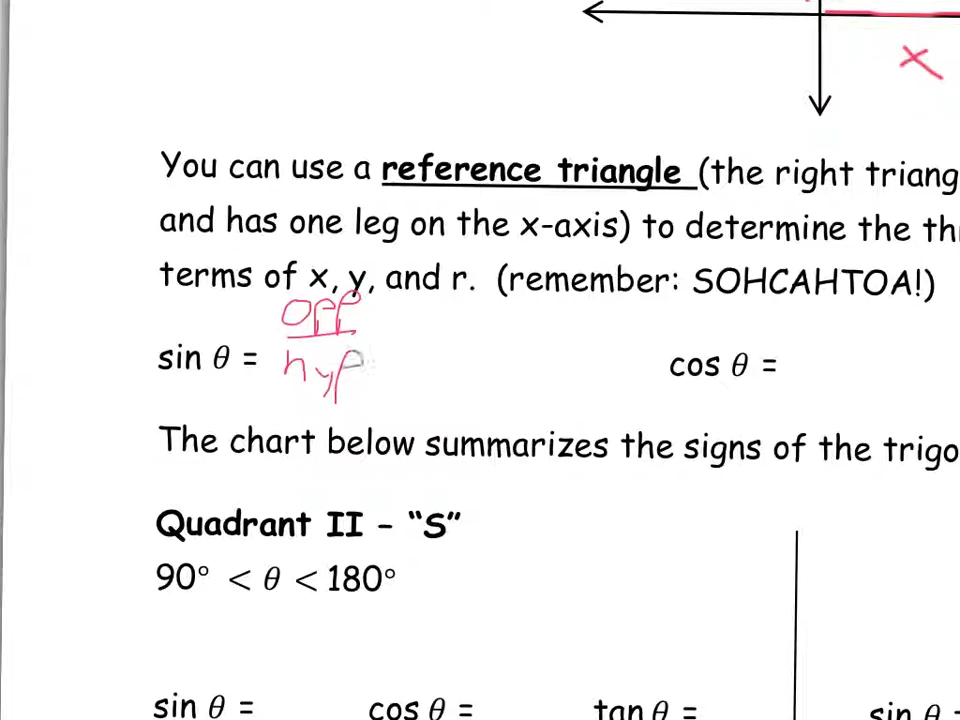 x
You can use a reference triangle (the right triang
and has one leg on the x-axis) to determine the th
terms of x, y, and r. (remember: SOHCAHTOA!)
opp
sin θ = hyp cos θ =
The chart below summarizes the signs of the trigo
Quadrant II - “S”
90° < θ < 180°
sin θ = cos θ = tan θ = sin θ